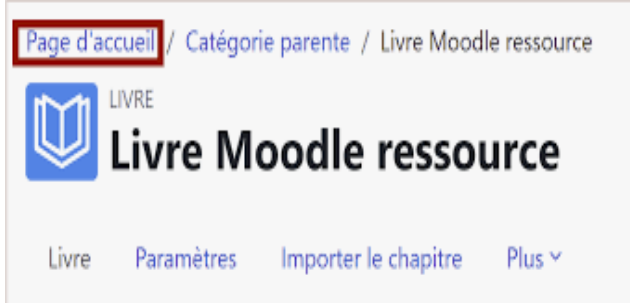 Page d'accueil / Catégorie parente / Livre Moodle ressource
LIVRE
Livre Moodle ressource
Livre Paramètres Importer le chapitre Plus